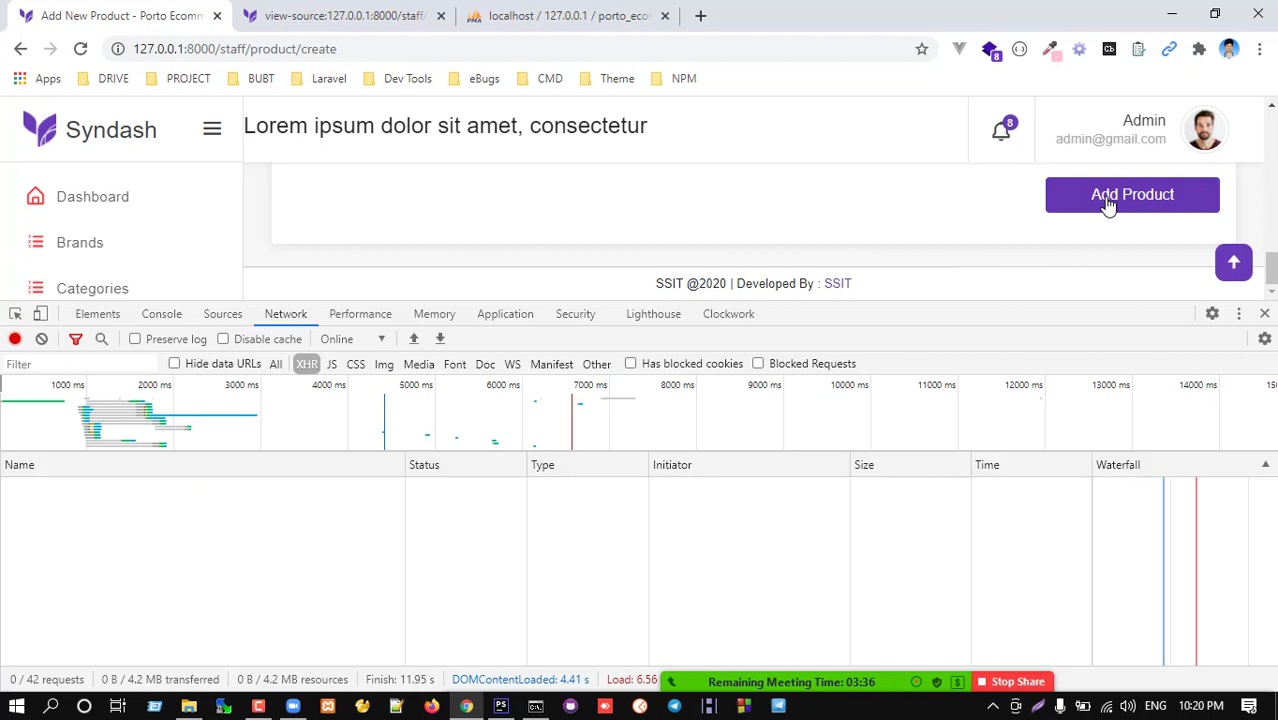 Add New Product - Porto Ecomm
view-source:127.0.0.1:8000/staff/
localhost / 127.0.0.1 / porto_eco
127.0.0.1:8000/staff/product/create
8
Apps DRIVE PROJECT BUBT Laravel Dev Tools eBugs CMD Theme NPM
Syndash
Lorem ipsum dolor sit amet, consectetur
8
Admin
admin@gmail.com
Dashboard
Brands
Categories
Add Product
SSIT @2020 | Developed By : SSIT
Elements Console Sources Network Performance Memory Application Security Lighthouse Vuejs Clockwork
Preserve log Disable cache Online
Filter Hide data URLs All XHR JS CSS Img Media Font Doc WS Manifest Other Has blocked cookies Blocked Requests
1000 ms 2000 ms 3000 ms 4000 ms 5000 ms 6000 ms 7000 ms 8000 ms 9000 ms 10000 ms 11000 ms 12000 ms 13000 ms 14000 ms 15
Name Status Type Initiator Size Time Waterfall
0 / 42 requests 0 B / 4.2 MB transferred 0 B / 4.2 MB resources Finish: 11.95 s DOMContentLoaded: 4.41 s Load: 6.56
Remaining Meeting Time: 03:36
Stop Share
ENG 10:20 PM